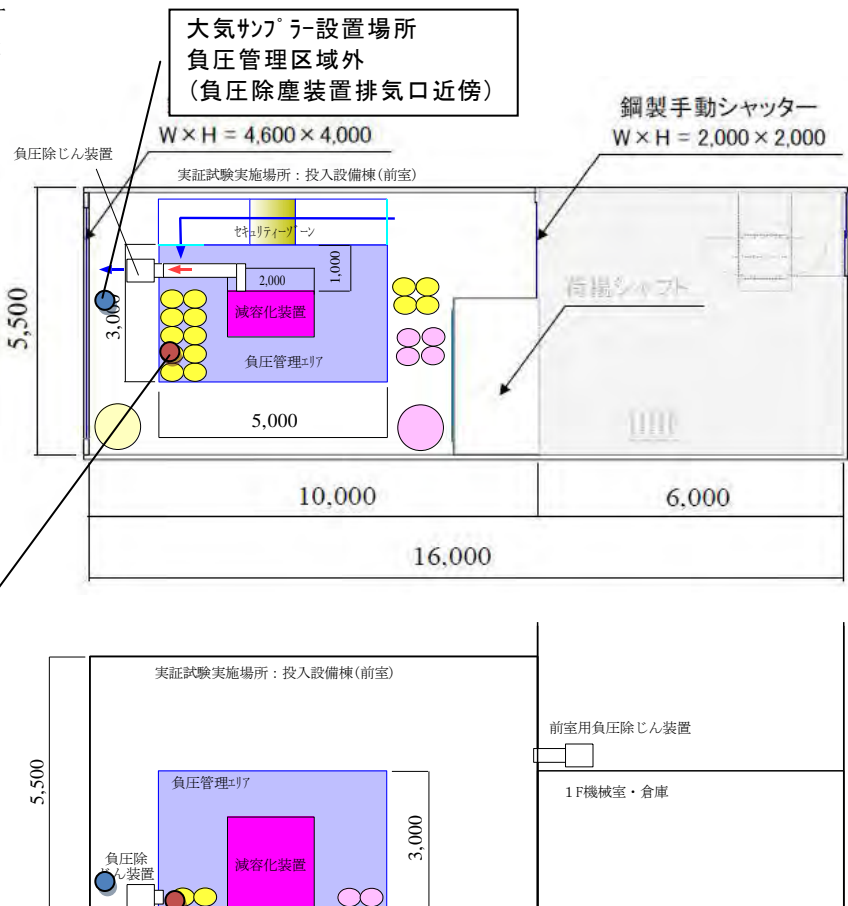 大気ｻﾝﾌﾟﾗｰ設置場所
負圧管理区域外
(負圧除塵装置排気口近傍)
W×H = 4,600×4,000
鋼製手動シャッター
W×H = 2,000×2,000
負圧除じん装置
実証試験実施場所：投入設備棟(前室)
ｾｷｭﾘﾃｨｰｿﾞｰﾝ
2,000
1,000
減容化装置
3,000
負圧管理ｴﾘｱ
5,000
5,500
荷揚シャフト
10,000
6,000
16,000
実証試験実施場所：投入設備棟(前室)
前室用負圧除じん装置
5,500
負圧管理ｴﾘｱ
1F機械室・倉庫
3,000
負圧除
じん装置
減容化装置